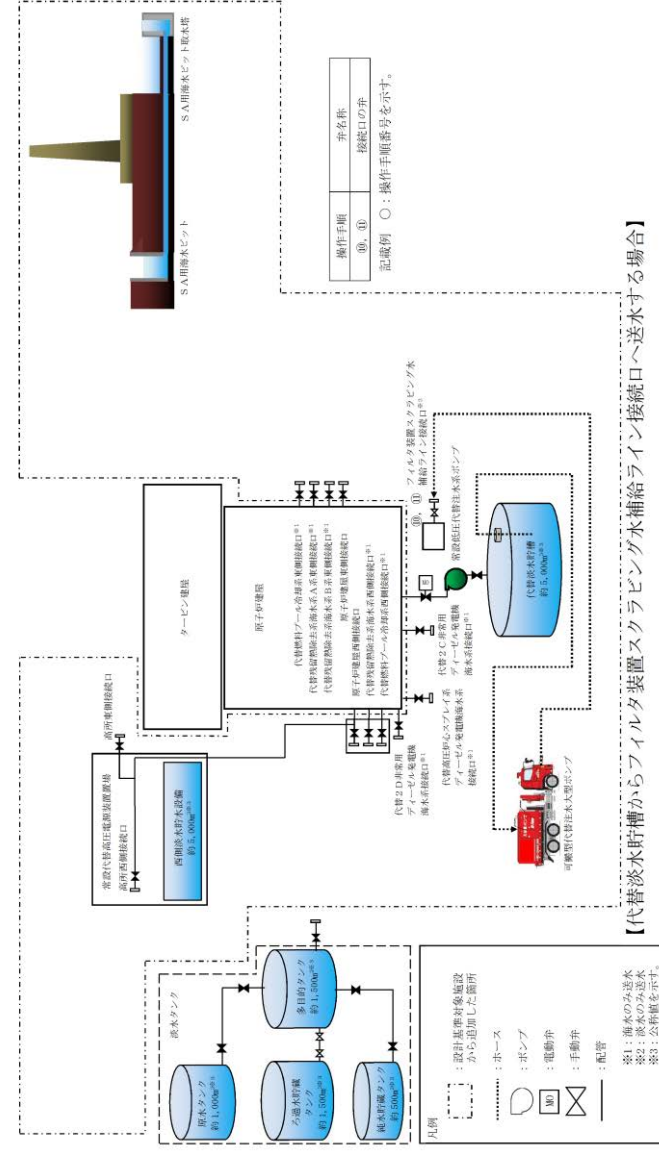 淡水タンク
原水タンク
約1,000m³※3
ろ過水貯蔵
タンク
約1,500m³※3
純水貯蔵タンク
約500m³※3
多目的タンク
約1,500m³※3
常設代替高圧電源装置置場
高所西側接続口
高所東側接続口
西側淡水貯水設備
約5,000m³※3
タービン建屋
原子炉建屋
代替燃料プール冷却系東側接続口※1
代替残留熱除去系海水系A系東側接続口※1
代替残留熱除去系海水系B系東側接続口※1
原子炉建屋東側接続口
原子炉建屋西側接続口
代替残留熱除去系海水系西側接続口※1
代替燃料プール冷却系西側接続口※1
代替2D非常用
ディーゼル発電機
海水系接続口※1
代替高圧炉心スプレイ系
ディーゼル発電機海水系
接続口※1
代替2C非常用
ディーゼル発電機
海水系接続口※1
⑩,⑪
フィルタ装置スクラビング水
補給ライン接続口※2
常設低圧代替注水系ポンプ
代替淡水貯槽
約5,000m³※3
可搬型代替注水大型ポンプ
SA用海水ピット
SA用海水ピット取水塔
操作手順 弁名称
⑩,⑪ 接続口の弁
記載例 ○:操作手順番号を示す。
凡例
:設計基準対象施設
から追加した箇所
:ホース
:ポンプ
MO :電動弁
:手動弁
:配管
※1:海水のみ送水
※2:淡水のみ送水
※3:公称値を示す。
【代替淡水貯槽からフィルタ装置スクラビング水補給ライン接続口へ送水する場合】